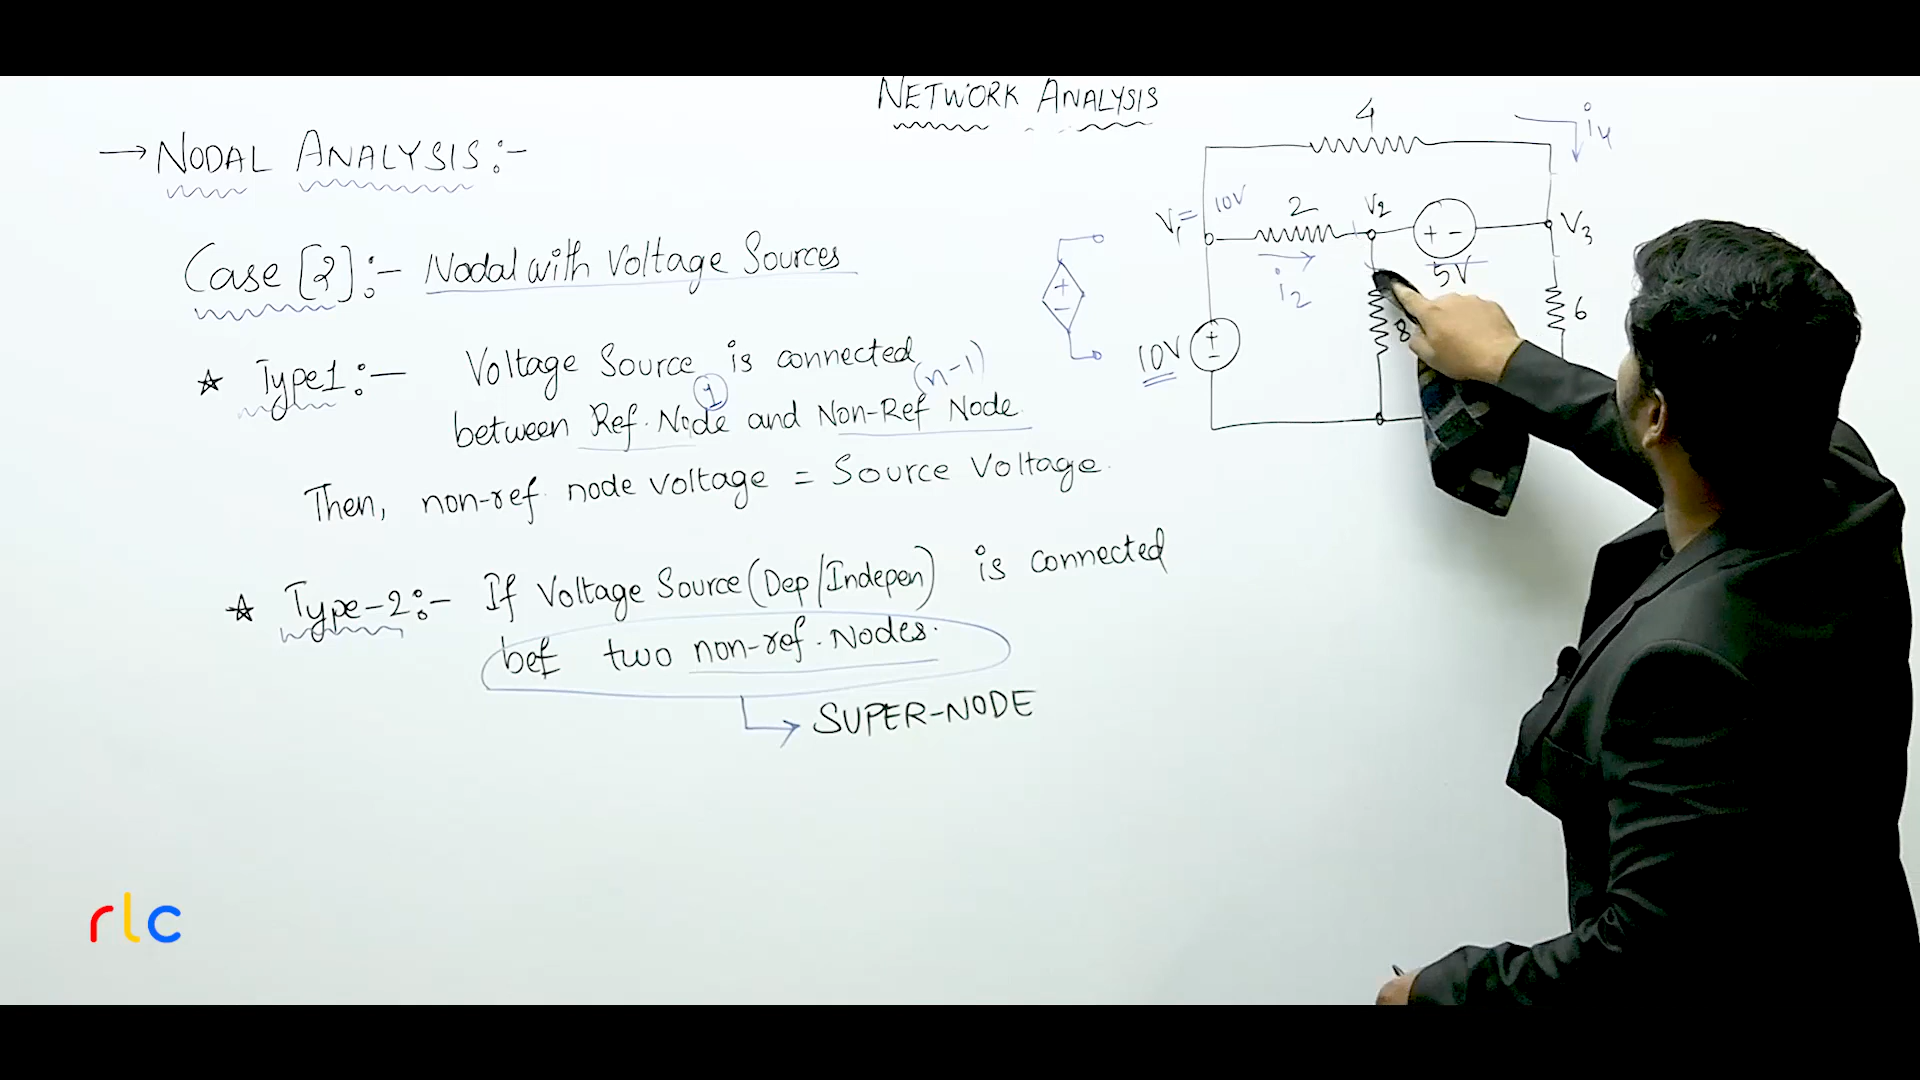 NETWORK ANALYSIS
→ NODAL ANALYSIS:-
Case [2]:- Nodal with Voltage Sources
☆ Type1:- Voltage Source is connected
between Ref. Node and Non-Ref Node.
1
(n-1)
Then, non-ref. node voltage = Source Voltage.
☆ Type-2:- If Voltage Source (Dep/Indepen) is connected
bet two non-ref. Nodes.
→ SUPER-NODE
4
i4
V1= 10V
2
V2
+ -
V3
i2
5V
6
8
10V
+
-
+
-
rlc